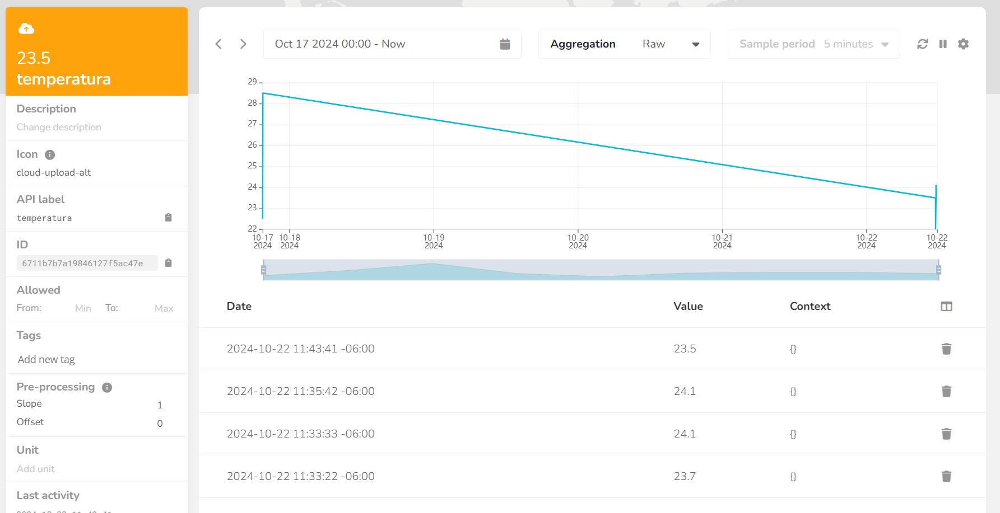 23.5
temperatura
Description
Change description
Icon
cloud-upload-alt
API label
temperatura
ID
6711b7b7a19846127f5ac47e
Allowed
From: Min To: Max
Tags
Add new tag
Pre-processing
Slope 1
Offset 0
Unit
Add unit
Last activity
Oct 17 2024 00:00 - Now
Aggregation Raw
Sample period 5 minutes
29
28
27
26
25
24
23
22
10-17 10-18 10-19 10-20 10-21 10-22 10-22
2024 2024 2024 2024 2024 2024 2024
Date Value Context
2024-10-22 11:43:41 -06:00 23.5 {}
2024-10-22 11:35:42 -06:00 24.1 {}
2024-10-22 11:33:33 -06:00 24.1 {}
2024-10-22 11:33:22 -06:00 23.7 {}